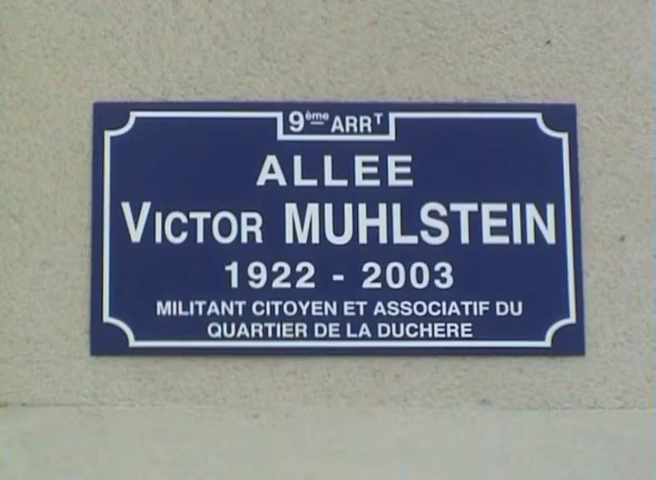 9ème ARRT
ALLEE
VICTOR MUHLSTEIN
1922 - 2003
MILITANT CITOYEN ET ASSOCIATIF DU
QUARTIER DE LA DUCHERE